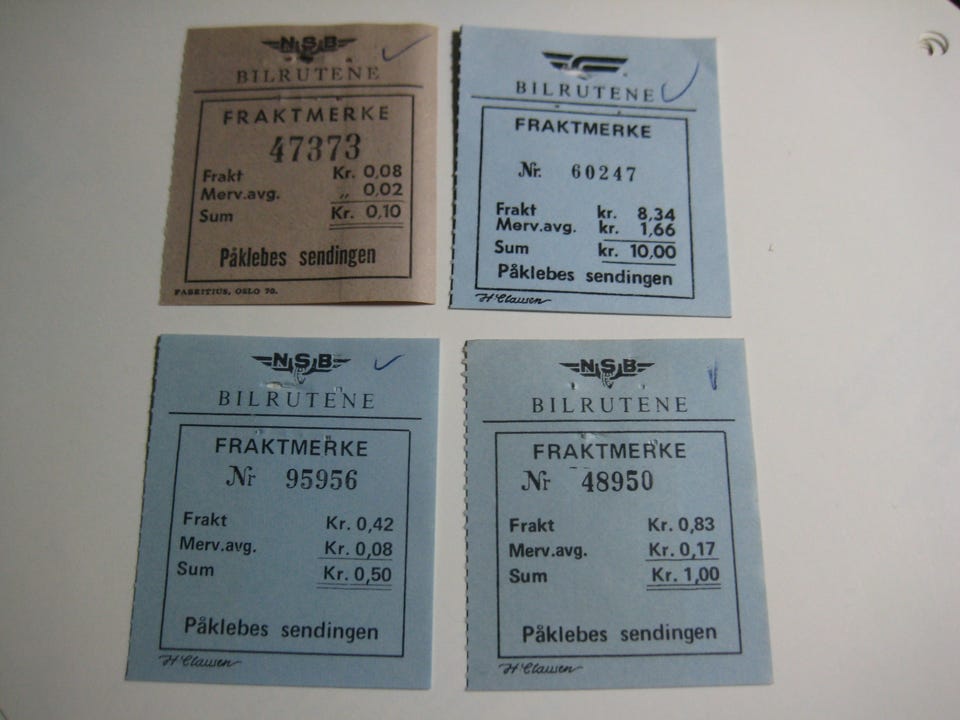 NSB
BILRUTENE
FRAKTMERKE
47373
Frakt Kr. 0,08
Merv.avg. „ 0,02
Sum Kr. 0,10
Påklebes sendingen
FABRITIUS, OSLO 70.
BILRUTENE
FRAKTMERKE
Nr. 60247
Frakt kr. 8,34
Merv.avg. kr. 1,66
Sum kr. 10,00
Påklebes sendingen
H Clausen
NSB
BILRUTENE
FRAKTMERKE
Nr 95956
Frakt Kr. 0,42
Merv.avg. Kr. 0,08
Sum Kr. 0,50
Påklebes sendingen
H Clausen
NSB
BILRUTENE
FRAKTMERKE
Nr 48950
Frakt Kr. 0,83
Merv.avg. Kr. 0,17
Sum Kr. 1,00
Påklebes sendingen
H Clausen